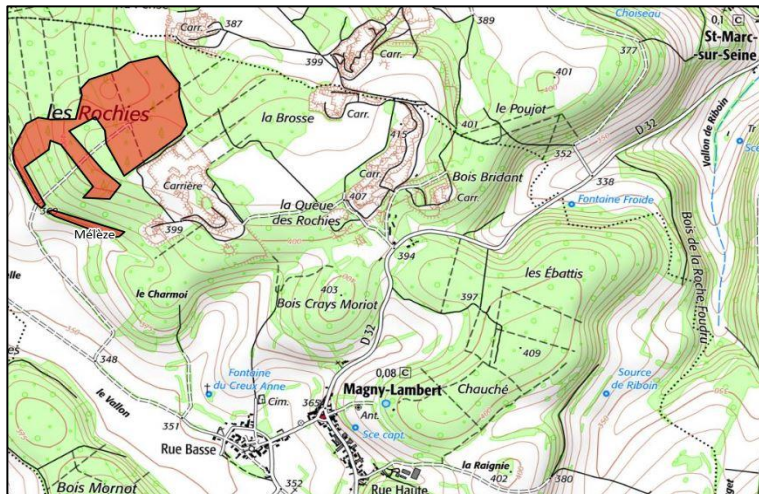 387
389
Choiseau
0,1 C
St-Marc-
-sur-Seine
Carr.
399
Carr.
377
401
les Rochies
Carr.
le Poujot
la Brosse
Carr.
401
D 32
Vallon de Riboin
415
352
Carrière
Carr.
Bois Bridant
338
la Queue
des Rochies
407
Carr.
Fontaine Froide
Mélèze
399
394
Bois de la Roche Foudru
le Charmoi
403
Bois Crays Moriot
les Ébattis
397
D 32
348
409
Fontaine
du Creux Anne
0,08 C
Magny-Lambert
Chauché
Source
de Riboin
le Vallon
Cim.
365
Ant.
351
Sce capt.
Rue Basse
la Raignie
402
380
352
Rue Haute
Bois Mornot